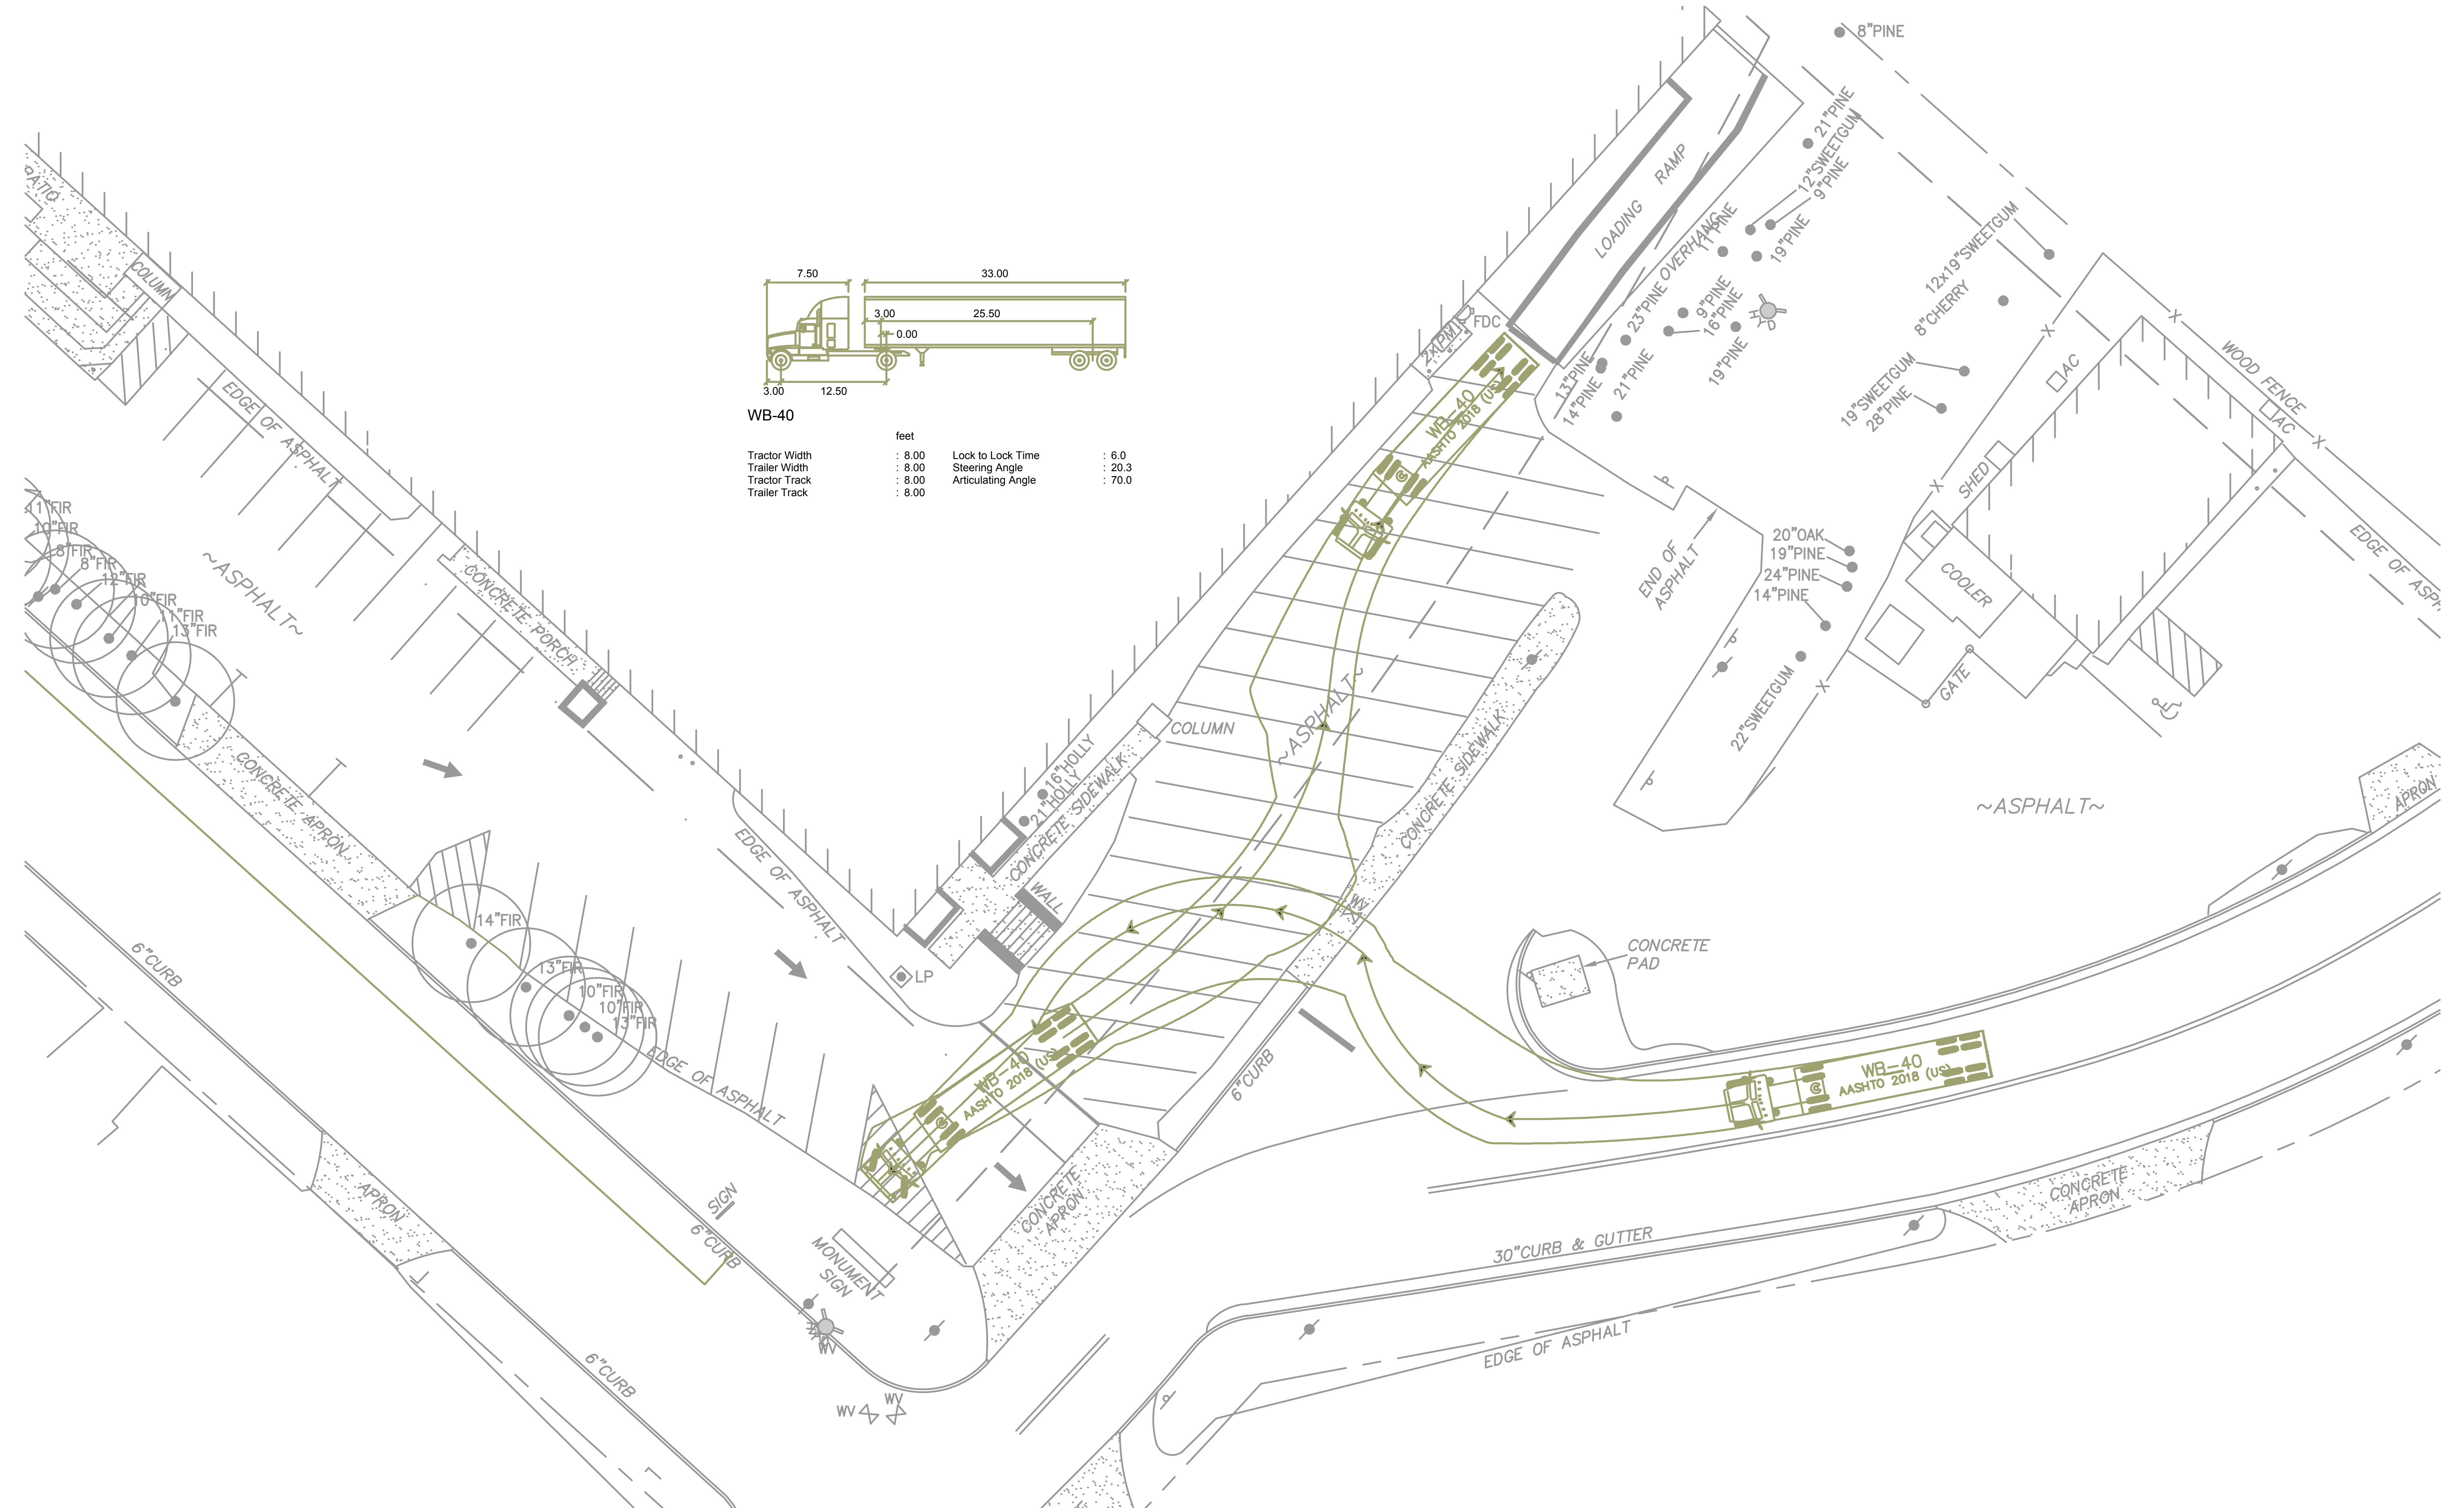 8"PINE
21"PINE
12"SWEETGUM
9"PINE
11"PINE
19"PINE
LOADING RAMP
OVERHANG
12x19"SWEETGUM
8"CHERRY
9"PINE
16"PINE
23"PINE
HYD
19"PINE
FDC
13"PINE
14"PINE
21"PINE
19"SWEETGUM
28"PINE
AC
WOOD FENCE
AC
SHED
COOLER
EDGE OF ASPH
PATIO
COLUMN
7.50
33.00
3.00
25.50
0.00
3.00
12.50
WB-40
feet
Tractor Width : 8.00 Lock to Lock Time : 6.0
Trailer Width : 8.00 Steering Angle : 20.3
Tractor Track : 8.00 Articulating Angle : 70.0
Trailer Track : 8.00
WB-40
AASHTO 2018 (US)
EDGE OF ASPHALT
11"FIR
10"FIR
8"FIR
8"FIR
12"FIR
10"FIR
11"FIR
13"FIR
~ASPHALT~
CONCRETE PORCH
END OF
ASPHALT
20"OAK
19"PINE
24"PINE
14"PINE
22"SWEETGUM
GATE
COLUMN
~ASPHALT~
CONCRETE SIDEWALK
16"HOLLY
21"HOLLY
CONCRETE SIDEWALK
WALL
~ASPHALT~
APRON
CONCRETE APRON
EDGE OF ASPHALT
14"FIR
13"FIR
10"FIR
10"FIR
13"FIR
LP
WV
CONCRETE
PAD
6"CURB
EDGE OF ASPHALT
WB-40
AASHTO 2018 (US)
6"CURB
WB-40
AASHTO 2018 (US)
APRON
SIGN
6"CURB
MONUMENT
SIGN
CONCRETE
APRON
CONCRETE
APRON
30"CURB & GUTTER
EDGE OF ASPHALT
HYD
WV
6"CURB
WV
WV